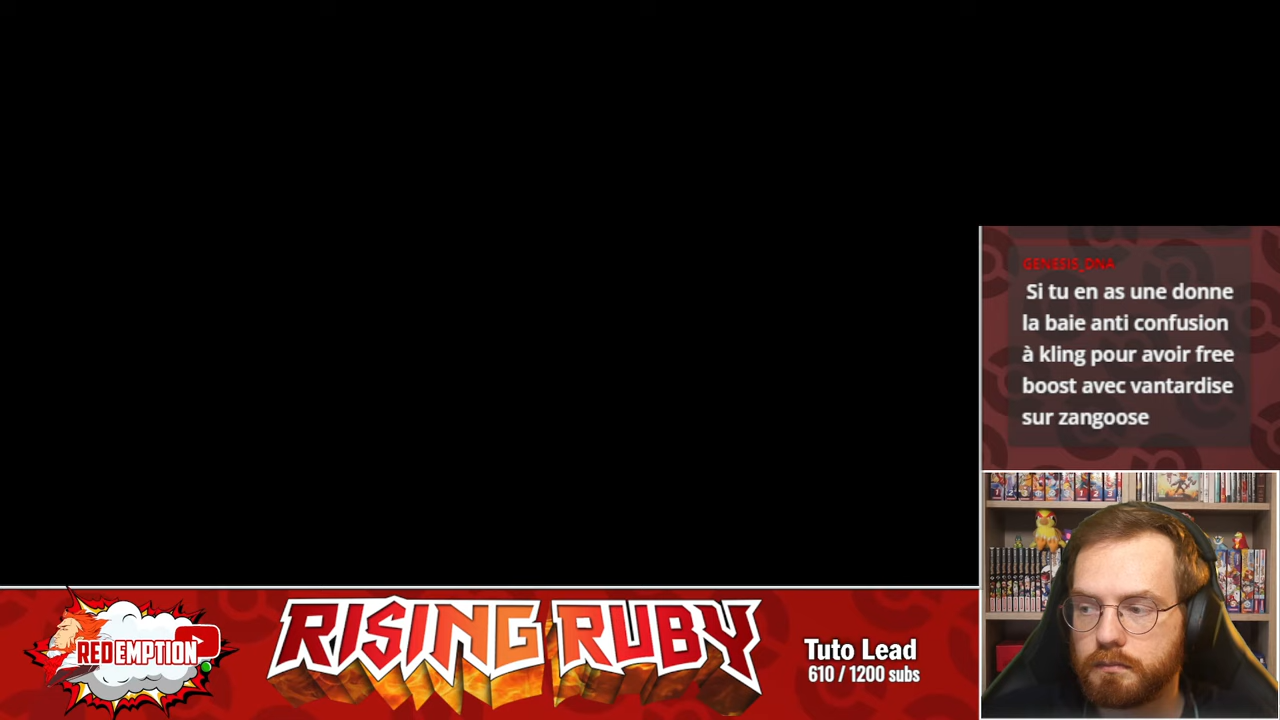 GENESIS_DNA
Si tu en as une donne
la baie anti confusion
à kling pour avoir free
boost avec vantardise
sur zangoose
REDEMPTION
RISING RUBY
Tuto Lead
610 / 1200 subs